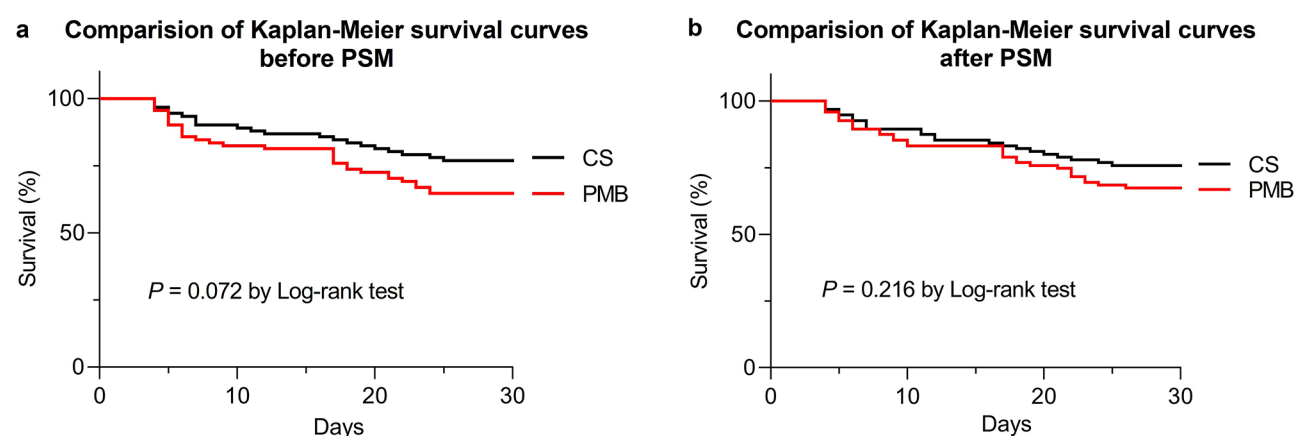 a Comparision of Kaplan-Meier survival curves
before PSM
100
50
0
Survival (%)
CS
PMB
P = 0.072 by Log-rank test
0 10 20 30
Days
b Comparision of Kaplan-Meier survival curves
after PSM
100
50
0
Survival (%)
CS
PMB
P = 0.216 by Log-rank test
0 10 20 30
Days